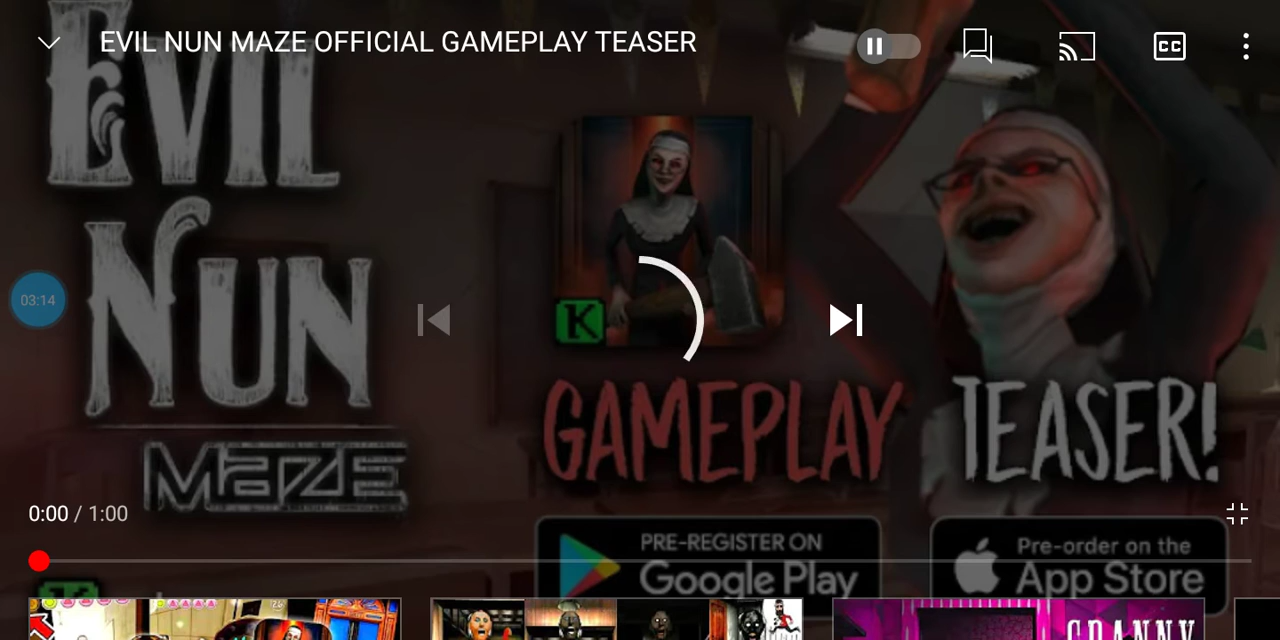 EVIL NUN MAZE OFFICIAL GAMEPLAY TEASER
CC
EVIL
NUN
MAZE
K
03:14
GAMEPLAY TEASER!
0:00 / 1:00
PRE-REGISTER ON
Google Play
Pre-order on the
App Store
GRANNY